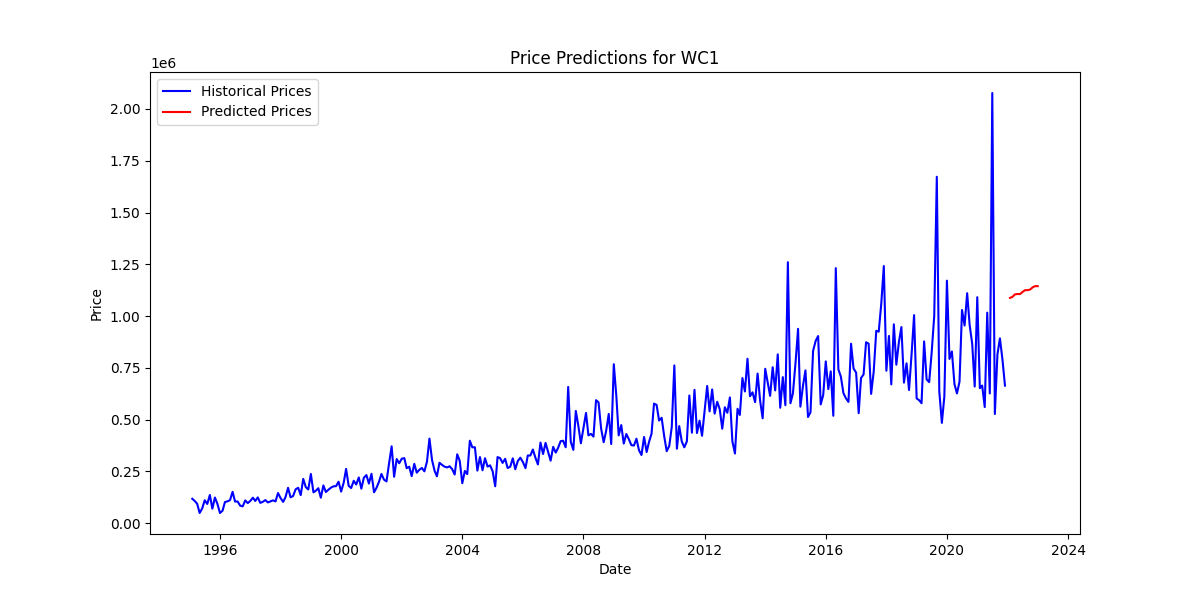 Price Predictions for WC1
1e6
Historical Prices
Predicted Prices
2.00
1.75
1.50
1.25
1.00
0.75
0.50
0.25
0.00
Price
1996 2000 2004 2008 2012 2016 2020 2024
Date